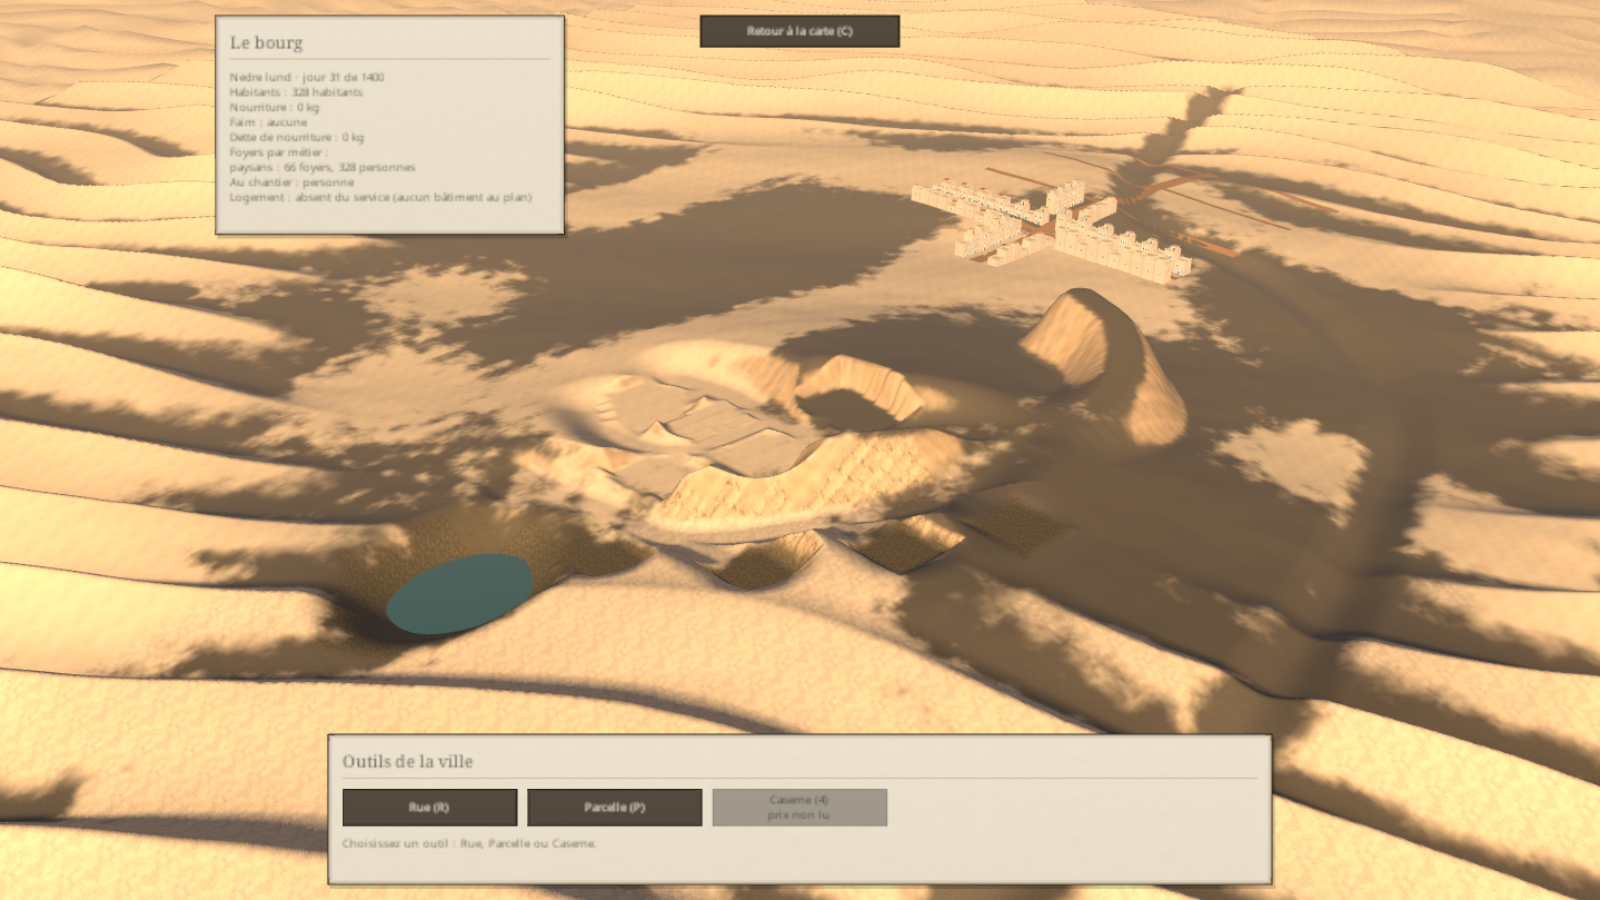 Le bourg
Nedre lund · jour 31 de 1400
Habitants : 328 habitants
Nourriture : 0 kg
Faim : aucune
Dette de nourriture : 0 kg
Foyers par métier :
paysans : 66 foyers, 328 personnes
Au chantier : personne
Logement : absent du service (aucun bâtiment au plan)
Retour à la carte (C)
Outils de la ville
Rue (R)
Parcelle (P)
Caserne (4)
prix non lu
Choisissez un outil : Rue, Parcelle ou Caserne.